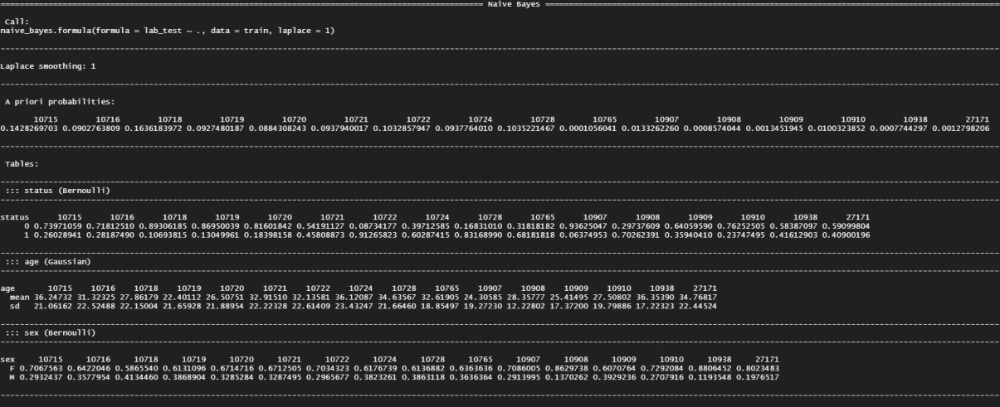 ================ Naive Bayes ================
Call:
naive_bayes.formula(formula = lab_test ~ ., data = train, laplace = 1)
Laplace smoothing: 1
A priori probabilities:
10715 10716 10718 10719 10720 10721 10722 10724 10728 10765 10907 10908 10909 10910 10938 27171
0.1428269703 0.0902763809 0.1636183972 0.0927480187 0.0884308243 0.0937940017 0.1032857947 0.0937764010 0.1035221467 0.0001056041 0.0133262260 0.0008574044 0.0013451945 0.0100323852 0.0007744297 0.0012798206
Tables:
::: status (Bernoulli)
status 10715 10716 10718 10719 10720 10721 10722 10724 10728 10765 10907 10908 10909 10910 10938 27171
0 0.73971059 0.71812510 0.89306185 0.86950039 0.81601842 0.54191127 0.08734177 0.39712585 0.16831010 0.31818182 0.93625047 0.29737609 0.64059590 0.76252505 0.58387097 0.59099804
1 0.26028941 0.28187490 0.10693815 0.13049961 0.18398158 0.45808873 0.91265823 0.60287415 0.83168990 0.68181818 0.06374953 0.70262391 0.35940410 0.23747495 0.41612903 0.40900196
::: age (Gaussian)
age 10715 10716 10718 10719 10720 10721 10722 10724 10728 10765 10907 10908 10909 10910 10938 27171
mean 36.24732 31.32325 27.86179 22.40112 26.50751 32.91510 32.13581 36.12087 34.63567 32.61905 24.30585 28.35777 25.41495 27.50802 36.35390 34.76817
sd 21.06162 22.52488 22.15004 21.65928 21.88954 22.22328 22.61409 23.43247 21.66460 18.85497 19.27230 12.22802 17.37200 19.79886 17.22323 22.44524
::: sex (Bernoulli)
sex 10715 10716 10718 10719 10720 10721 10722 10724 10728 10765 10907 10908 10909 10910 10938 27171
F 0.7067563 0.6422046 0.5865540 0.6131096 0.6714716 0.6712505 0.7034323 0.6176739 0.6136882 0.6363636 0.7086005 0.8629738 0.6070764 0.7292084 0.8806452 0.8023483
M 0.2932437 0.3577954 0.4134460 0.3868904 0.3285284 0.3287495 0.2965677 0.3823261 0.3863118 0.3636364 0.2913995 0.1370262 0.3929236 0.2707916 0.1193548 0.1976517